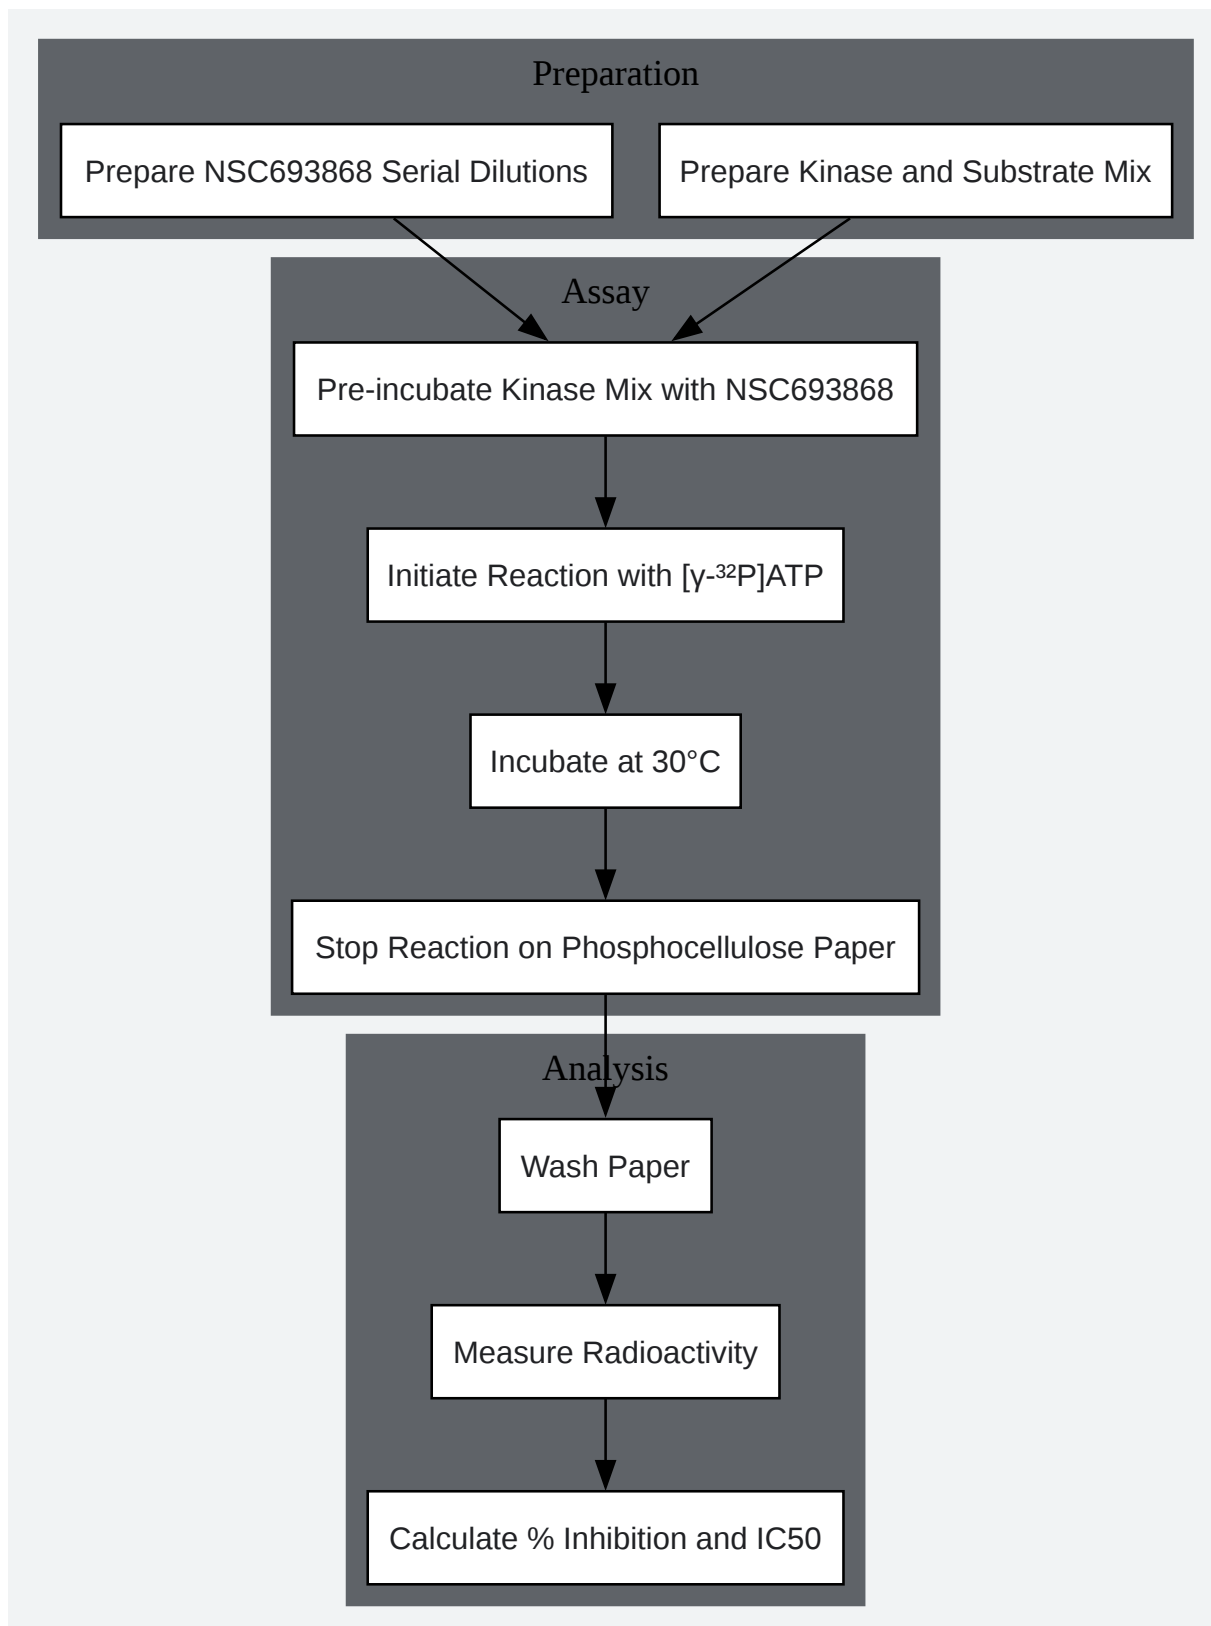 Preparation
Prepare NSC693868 Serial Dilutions
Prepare Kinase and Substrate Mix
Assay
Pre-incubate Kinase Mix with NSC693868
Initiate Reaction with [γ-³²P]ATP
Incubate at 30°C
Stop Reaction on Phosphocellulose Paper
Analysis
Wash Paper
Measure Radioactivity
Calculate % Inhibition and IC50